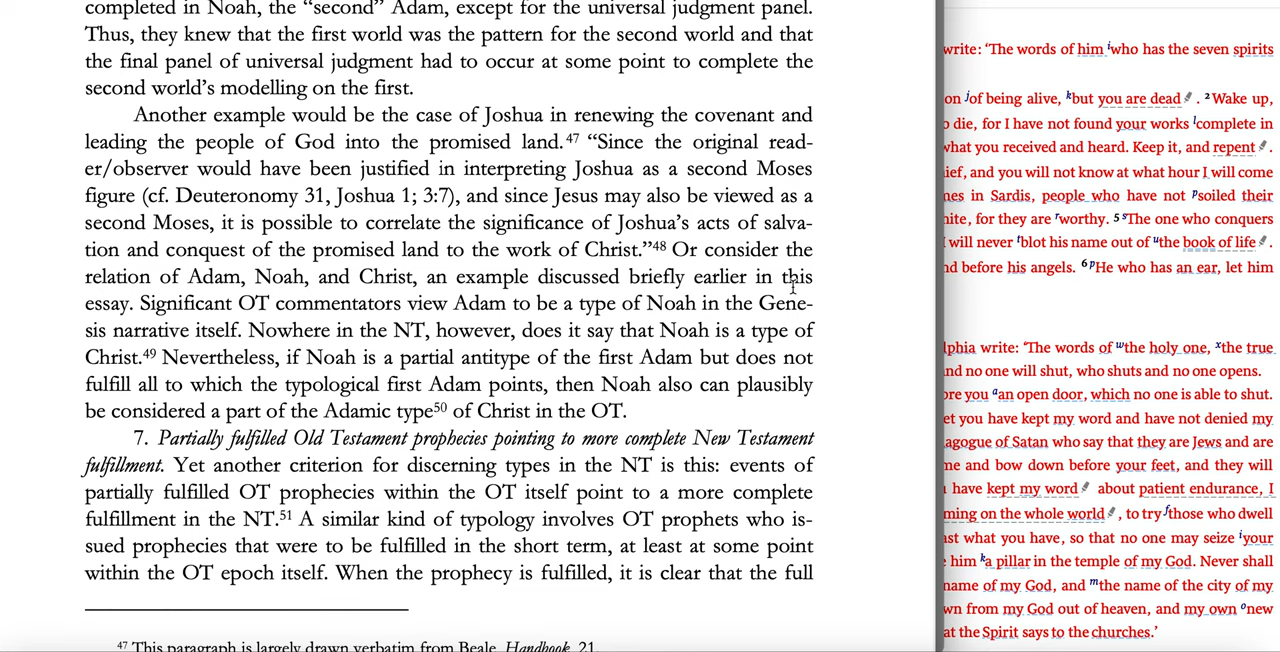 completed in Noah, the “second” Adam, except for the universal judgment panel.
Thus, they knew that the first world was the pattern for the second world and that
the final panel of universal judgment had to occur at some point to complete the
second world’s modelling on the first.
Another example would be the case of Joshua in renewing the covenant and
leading the people of God into the promised land.47 “Since the original read-
er/observer would have been justified in interpreting Joshua as a second Moses
figure (cf. Deuteronomy 31, Joshua 1; 3:7), and since Jesus may also be viewed as a
second Moses, it is possible to correlate the significance of Joshua’s acts of salva-
tion and conquest of the promised land to the work of Christ.”48 Or consider the
relation of Adam, Noah, and Christ, an example discussed briefly earlier in this
essay. Significant OT commentators view Adam to be a type of Noah in the Gene-
sis narrative itself. Nowhere in the NT, however, does it say that Noah is a type of
Christ.49 Nevertheless, if Noah is a partial antitype of the first Adam but does not
fulfill all to which the typological first Adam points, then Noah also can plausibly
be considered a part of the Adamic type50 of Christ in the OT.
7. Partially fulfilled Old Testament prophecies pointing to more complete New Testament
fulfillment. Yet another criterion for discerning types in the NT is this: events of
partially fulfilled OT prophecies within the OT itself point to a more complete
fulfillment in the NT.51 A similar kind of typology involves OT prophets who is-
sued prophecies that were to be fulfilled in the short term, at least at some point
within the OT epoch itself. When the prophecy is fulfilled, it is clear that the full
47 This paragraph is largely drawn verbatim from Beale, Handbook, 21.
write: ‘The words of him i who has the seven spirits
on j of being alive, k but you are dead. 2 Wake up,
o die, for I have not found your works l complete in
what you received and heard. Keep it, and repent.
ief, and you will not know at what hour I will come
nes in Sardis, people who have not p soiled their
hite, for they are r worthy. 5 s The one who conquers
I will never t blot his name out of u the book of life.
nd before his angels. 6 p He who has an ear, let him
lphia write: ‘The words of w the holy one, x the true
nd no one will shut, who shuts and no one opens.
ore you a an open door, which no one is able to shut.
et you have kept my word and have not denied my
agogue of Satan who say that they are Jews and are
me and bow down before your feet, and they will
have kept my word about patient endurance, I
ming on the whole world, to try f those who dwell
ast what you have, so that no one may seize i your
him k a pillar in the temple of my God. Never shall
name of my God, and m the name of the city of my
wn from my God out of heaven, and my own o new
at the Spirit says to the churches.’